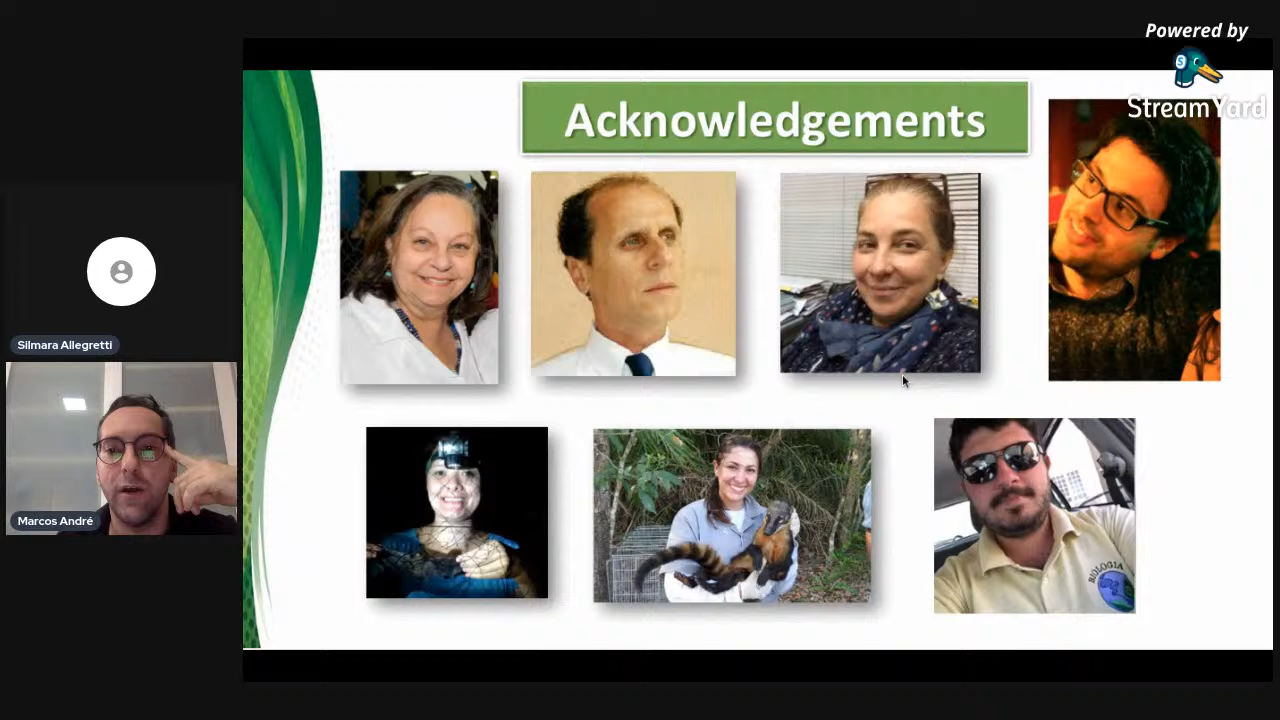 Powered by
StreamYard
Acknowledgements
Silmara Allegretti
Marcos André
BIOLOGIA